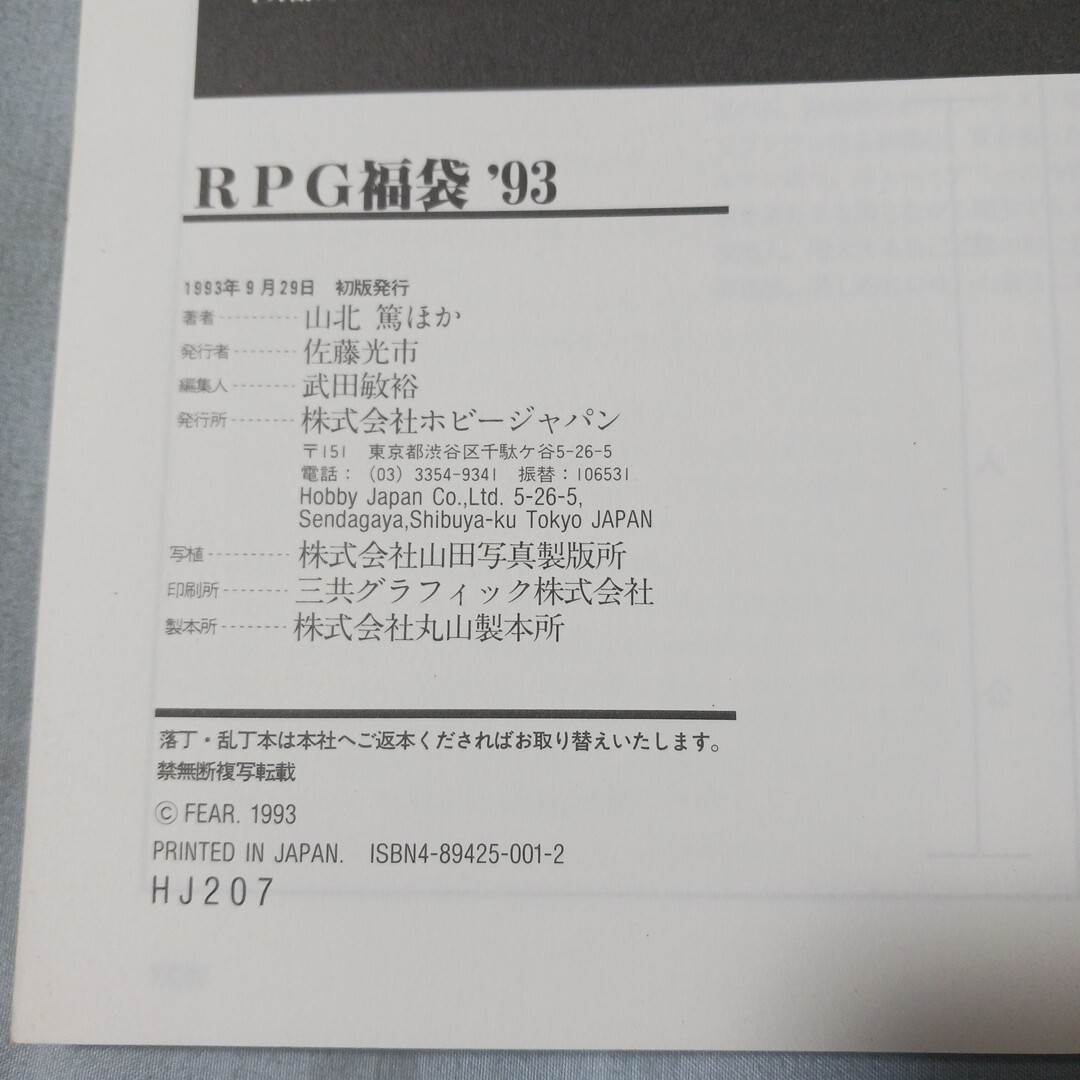 RPG福袋 '93
1993年9月29日　初版発行
著者----------山北 篤ほか
発行者-------佐藤光市
編集人-------武田敏裕
発行所-------株式会社ホビージャパン
〒151　東京都渋谷区千駄ケ谷5-26-5
電話：（03）3354-9341　振替：106531
Hobby Japan Co.,Ltd. 5-26-5,
Sendagaya,Shibuya-ku Tokyo JAPAN
写植----------株式会社山田写真製版所
印刷所-------三共グラフィック株式会社
製本所-------株式会社丸山製本所
落丁・乱丁本は本社へご返本くださればお取り替えいたします。
禁無断複写転載
© FEAR. 1993
PRINTED IN JAPAN.　ISBN4-89425-001-2
HJ207